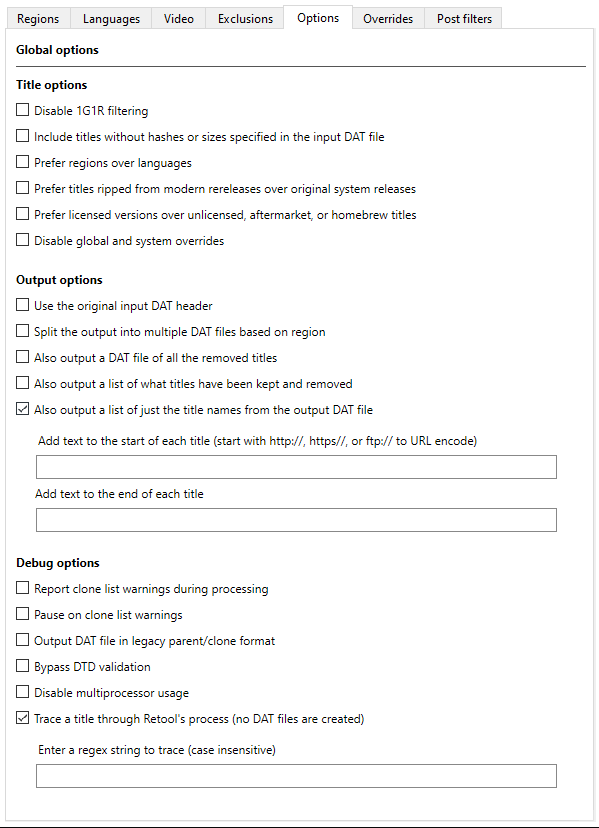 Regions Languages Video Exclusions Options Overrides Post filters
Global options
Title options
Disable 1G1R filtering
Include titles without hashes or sizes specified in the input DAT file
Prefer regions over languages
Prefer titles ripped from modern rereleases over original system releases
Prefer licensed versions over unlicensed, aftermarket, or homebrew titles
Disable global and system overrides
Output options
Use the original input DAT header
Split the output into multiple DAT files based on region
Also output a DAT file of all the removed titles
Also output a list of what titles have been kept and removed
Also output a list of just the title names from the output DAT file
Add text to the start of each title (start with http://, https//, or ftp:// to URL encode)
Add text to the end of each title
Debug options
Report clone list warnings during processing
Pause on clone list warnings
Output DAT file in legacy parent/clone format
Bypass DTD validation
Disable multiprocessor usage
Trace a title through Retool's process (no DAT files are created)
Enter a regex string to trace (case insensitive)